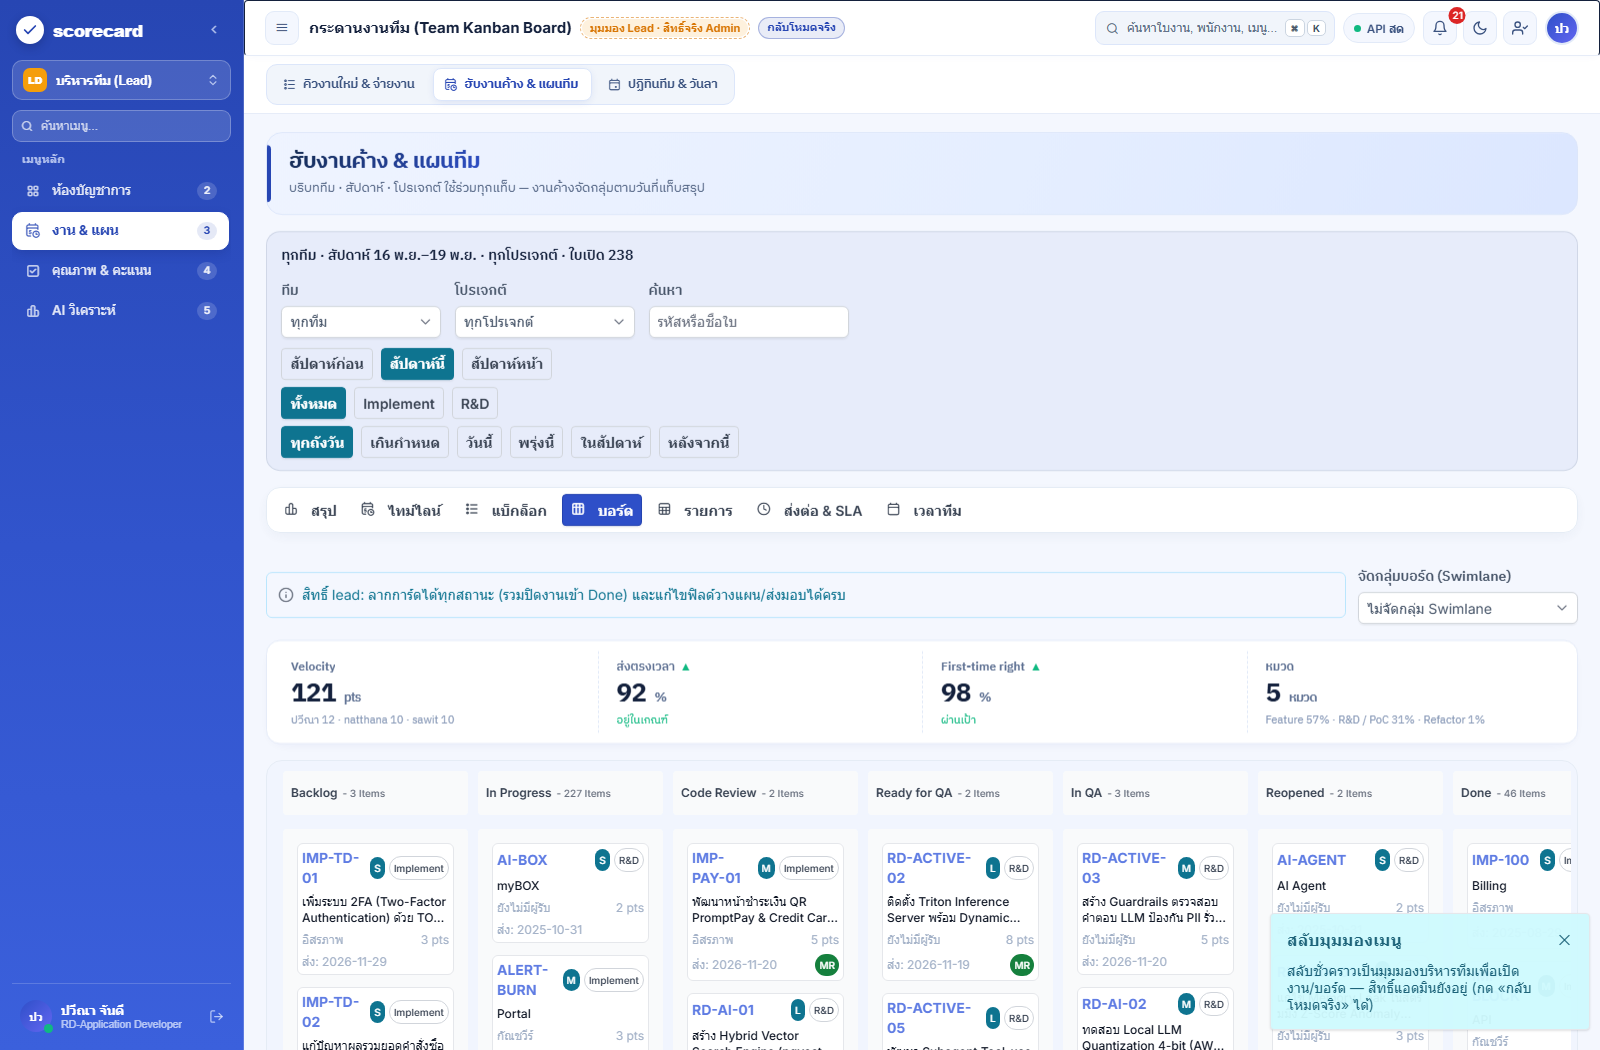 scorecard
LD บริหารทีม (Lead)
ค้นหาเมนู...
เมนูหลัก
ห้องบัญชาการ 2
งาน & แผน 3
คุณภาพ & คะแนน 4
AI วิเคราะห์ 5
ปว ปวีณา จันดี
RD-Application Developer
กระดานงานทีม (Team Kanban Board) มุมมอง Lead · สิทธิ์จริง Admin กลับโหมดจริง
ค้นหาใบงาน, พนักงาน, เมนู... ⌘ K API สด 21 ปว
คิวงานใหม่ & จ่ายงาน ฮับงานค้าง & แผนทีม ปฏิทินทีม & วันลา
ฮับงานค้าง & แผนทีม
บริบททีม · สัปดาห์ · โปรเจกต์ ใช้ร่วมทุกแท็บ — งานค้างจัดกลุ่มตามวันที่แท็บสรุป
ทุกทีม · สัปดาห์ 16 พ.ย.–19 พ.ย. · ทุกโปรเจกต์ · ใบเปิด 238
ทีม โปรเจกต์ ค้นหา
ทุกทีม ทุกโปรเจกต์ รหัสหรือชื่อใบ
สัปดาห์ก่อน สัปดาห์นี้ สัปดาห์หน้า
ทั้งหมด Implement R&D
ทุกถังวัน เกินกำหนด วันนี้ พรุ่งนี้ ในสัปดาห์ หลังจากนี้
สรุป ไทม์ไลน์ แบ็กล็อก บอร์ด รายการ ส่งต่อ & SLA เวลาทีม
สิทธิ์ lead: ลากการ์ดได้ทุกสถานะ (รวมปิดงานเข้า Done) และแก้ไขฟิลด์วางแผน/ส่งมอบได้ครบ
จัดกลุ่มบอร์ด (Swimlane)
ไม่จัดกลุ่ม Swimlane
Velocity
121 pts
ปวีณา 12 · natthana 10 · sawit 10
ส่งตรงเวลา ▲
92 %
อยู่ในเกณฑ์
First-time right ▲
98 %
ผ่านเป้า
หมวด
5 หมวด
Feature 57% · R&D / PoC 31% · Refactor 1%
Backlog - 3 Items
IMP-TD-01 S Implement
เพิ่มระบบ 2FA (Two-Factor
Authentication) ด้วย TO...
อิสรภาพ 3 pts
ส่ง: 2026-11-29
IMP-TD-02 S Implement
แก้ปัญหาผลรวมยอดคำสั่งซื้อ
In Progress - 227 Items
AI-BOX S R&D
myBOX
ยังไม่มีผู้รับ 2 pts
ส่ง: 2025-10-31
ALERT-BURN M Implement
Portal
กัณชวีร์ 3 pts
Code Review - 2 Items
IMP-PAY-01 M Implement
พัฒนาหน้าชำระเงิน QR
PromptPay & Credit Car...
อิสรภาพ 5 pts
ส่ง: 2026-11-20 MR
RD-AI-01 L R&D
สร้าง Hybrid Vector
Ready for QA - 2 Items
RD-ACTIVE-02 L R&D
ติดตั้ง Triton Inference
Server พร้อม Dynamic...
ยังไม่มีผู้รับ 8 pts
ส่ง: 2026-11-19 MR
RD-ACTIVE-05 L R&D
In QA - 3 Items
RD-ACTIVE-03 M R&D
สร้าง Guardrails ตรวจสอบ
คำตอบ LLM ป้องกัน PII รั่ว...
ยังไม่มีผู้รับ 5 pts
ส่ง: 2026-11-20
RD-AI-02 M R&D
ทดสอบ Local LLM
Quantization 4-bit (AW...
Reopened - 2 Items
AI-AGENT S R&D
AI Agent
ยังไม่มีผู้รับ 2 pts
ยังไม่มีผู้รับ 3 pts
Done - 46 Items
IMP-100 S
Billing
อิสรภาพ
API
กัณชวีร์
สลับมุมมองเมนู
สลับชั่วคราวเป็นมุมมองบริหารทีมเพื่อเปิด
งาน/บอร์ด — สิทธิ์แอดมินยังอยู่ (กด «กลับ
โหมดจริง» ได้)